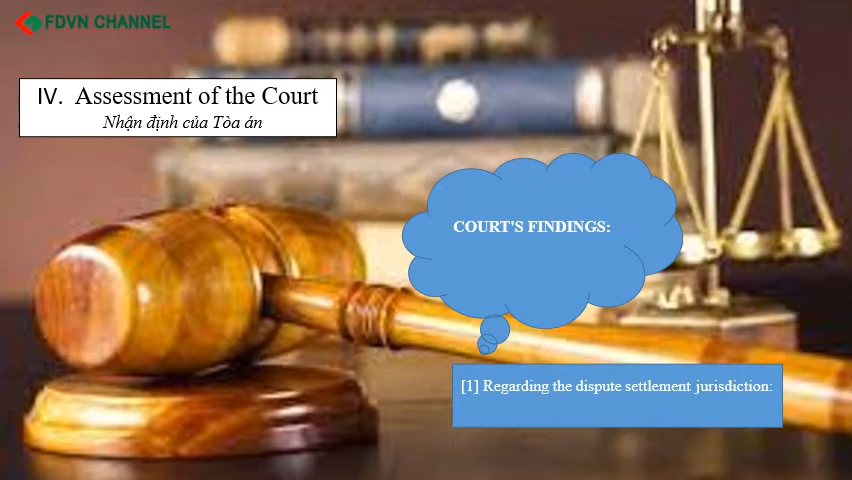 FDVN CHANNEL
IV. Assessment of the Court
Nhận định của Tòa án
COURT'S FINDINGS:
[1] Regarding the dispute settlement jurisdiction: